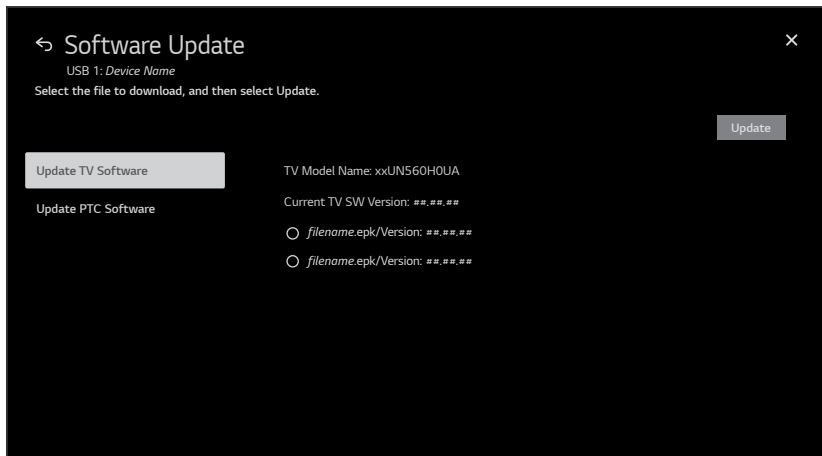 Software Update
USB 1: Device Name
Select the file to download, and then select Update.
Update
Update TV Software
Update PTC Software
TV Model Name: xxUN560H0UA
Current TV SW Version: ##.##.##
filename.epk/Version: ##.##.##
filename.epk/Version: ##.##.##